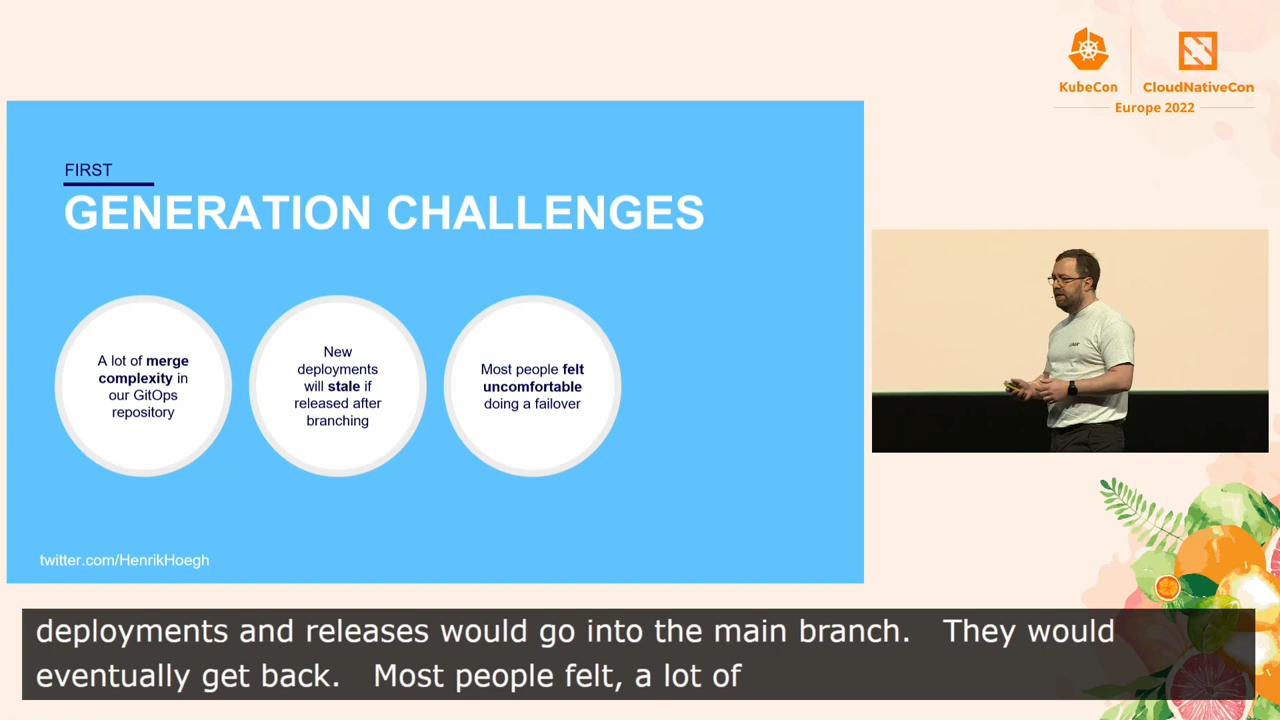 KubeCon
CloudNativeCon
Europe 2022
FIRST
GENERATION CHALLENGES
A lot of merge
complexity in
our GitOps
repository
New
deployments
will stale if
released after
branching
Most people felt
uncomfortable
doing a failover
twitter.com/HenrikHoegh
deployments and releases would go into the main branch. They would
eventually get back. Most people felt, a lot of